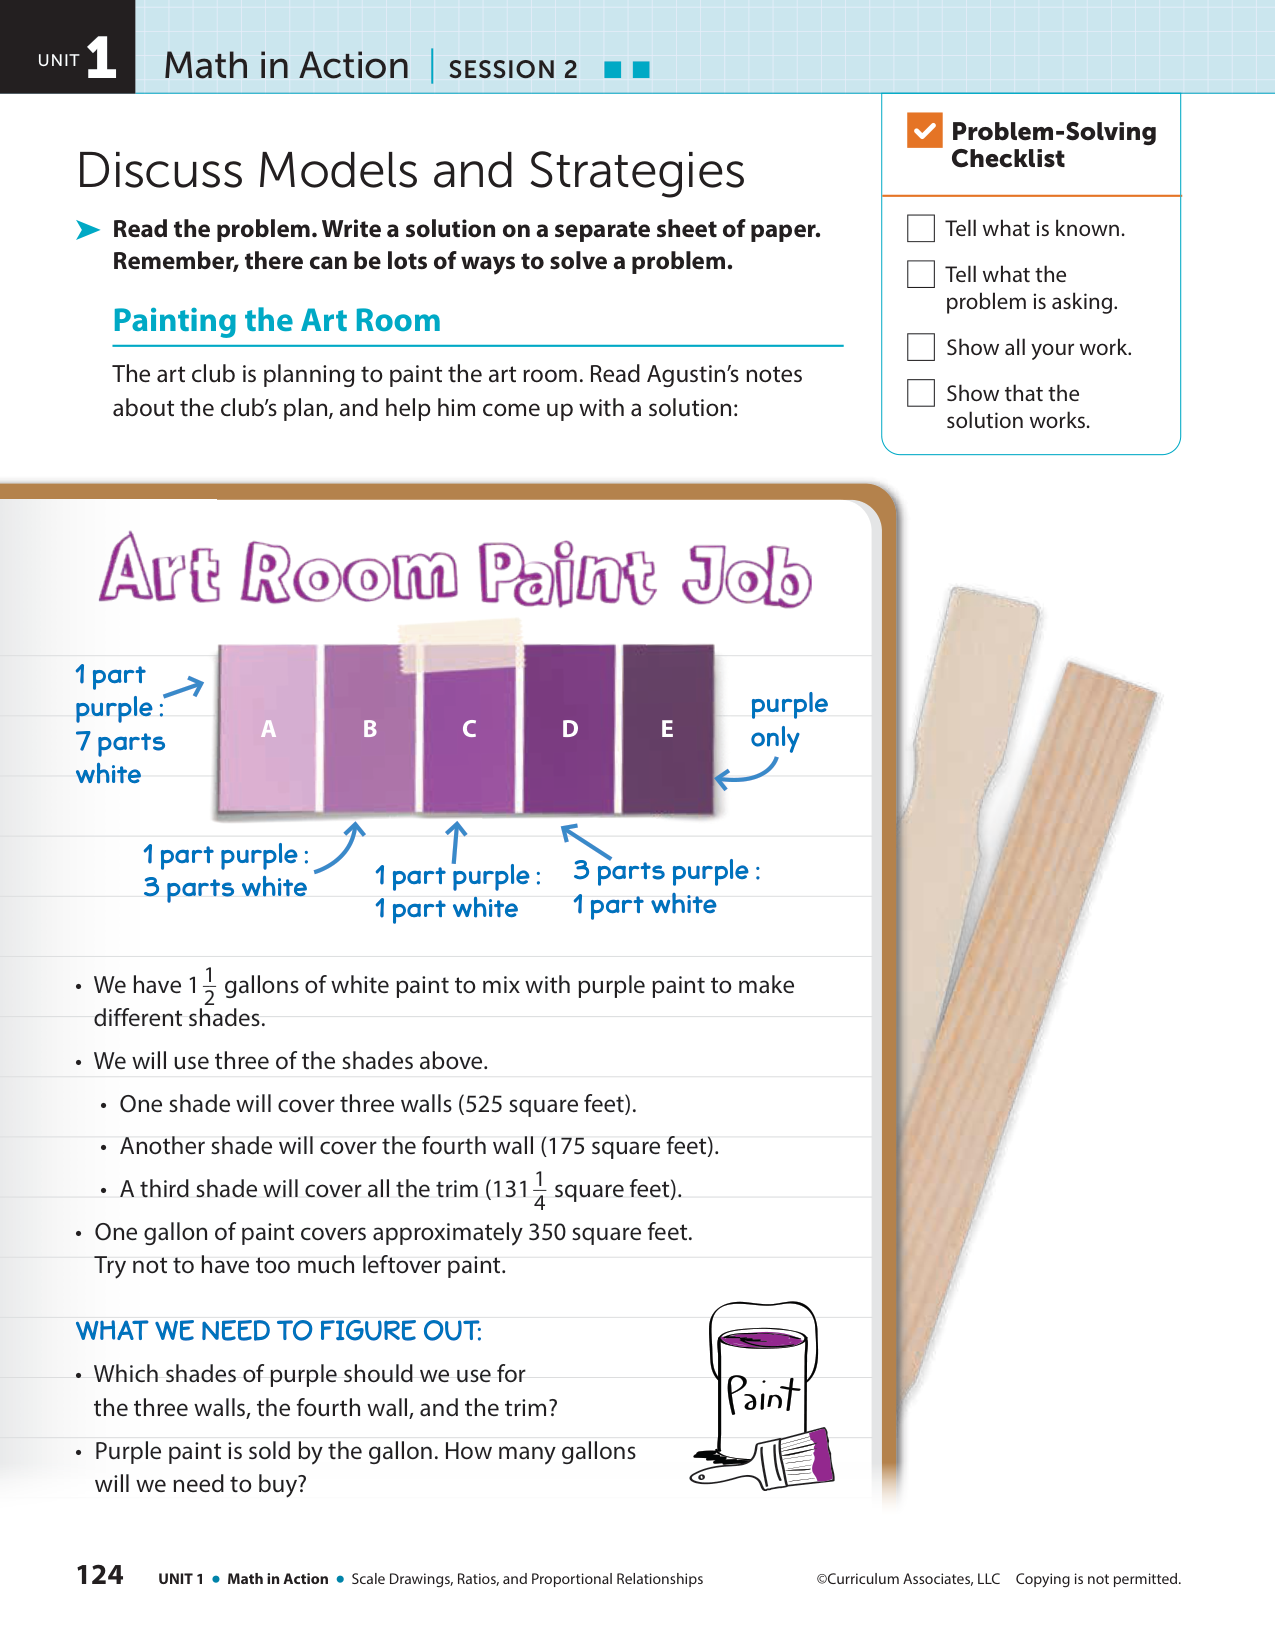 UNIT 1
Math in Action | SESSION 2
Problem-Solving
Checklist
Tell what is known.
Tell what the
problem is asking.
Show all your work.
Show that the
solution works.
Discuss Models and Strategies
Read the problem. Write a solution on a separate sheet of paper.
Remember, there can be lots of ways to solve a problem.
Painting the Art Room
The art club is planning to paint the art room. Read Agustin’s notes
about the club’s plan, and help him come up with a solution:
Art Room Paint Job
1 part
purple :
7 parts
white
A B C D E
purple
only
1 part purple :
3 parts white
1 part purple :
1 part white
3 parts purple :
1 part white
• We have 1 1/2 gallons of white paint to mix with purple paint to make
different shades.
• We will use three of the shades above.
• One shade will cover three walls (525 square feet).
• Another shade will cover the fourth wall (175 square feet).
• A third shade will cover all the trim (131 1/4 square feet).
• One gallon of paint covers approximately 350 square feet.
Try not to have too much leftover paint.
WHAT WE NEED TO FIGURE OUT:
• Which shades of purple should we use for
the three walls, the fourth wall, and the trim?
• Purple paint is sold by the gallon. How many gallons
will we need to buy?
Paint
124 UNIT 1 • Math in Action • Scale Drawings, Ratios, and Proportional Relationships
©Curriculum Associates, LLC Copying is not permitted.